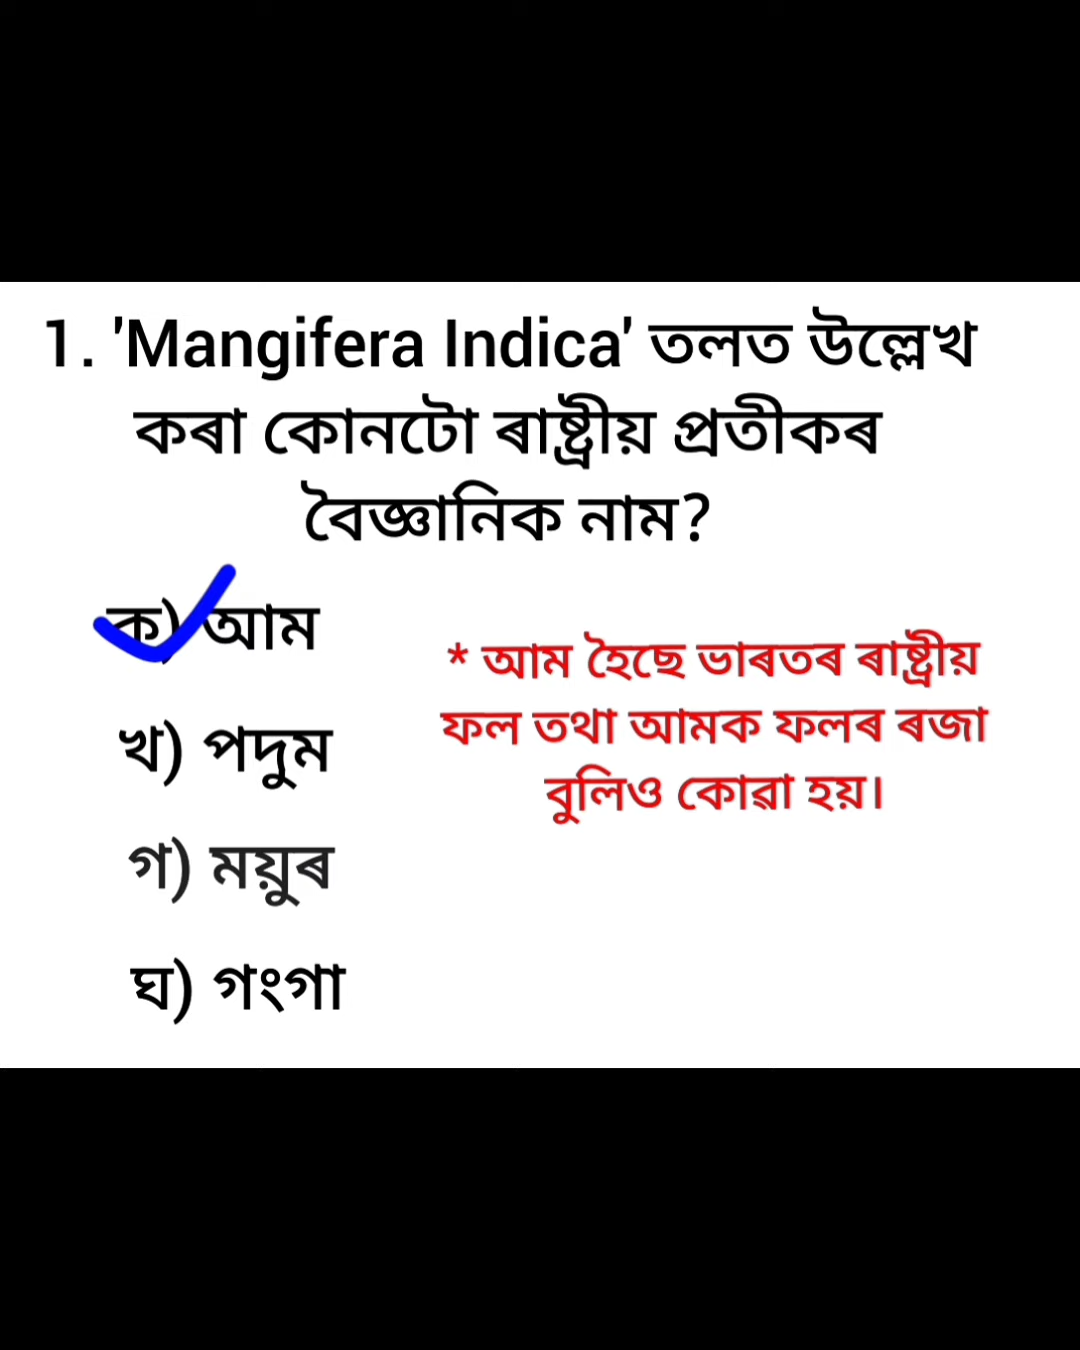 1. 'Mangifera Indica' তলত উল্লেখ
কৰা কোনটো ৰাষ্ট্ৰীয় প্ৰতীকৰ
বৈজ্ঞানিক নাম?
ক) আম
খ) পদুম
গ) ময়ুৰ
ঘ) গংগা
* আম হৈছে ভাৰতৰ ৰাষ্ট্ৰীয়
ফল তথা আমক ফলৰ ৰজা
বুলিও কোৱা হয়।